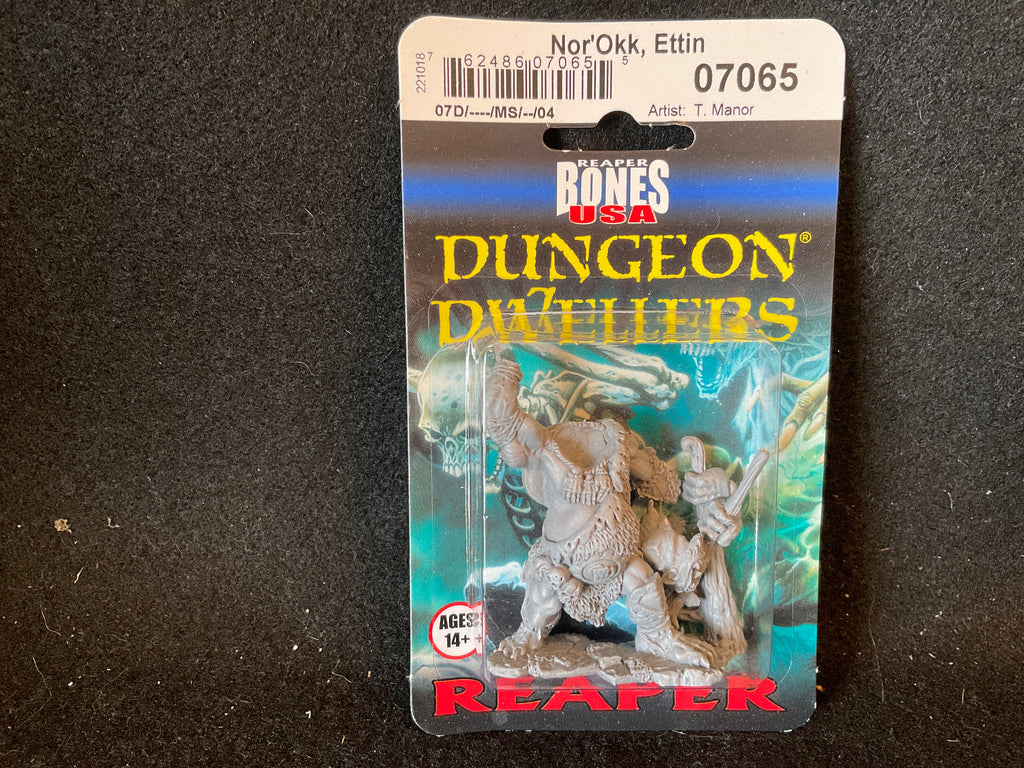 Nor'Okk, Ettin
221018
7 62486 07065 5
07065
07D/----/MS/--/04
Artist: T. Manor
REAPER
BONES
USA
DUNGEON®
DWELLERS
AGES
14+
REAPER